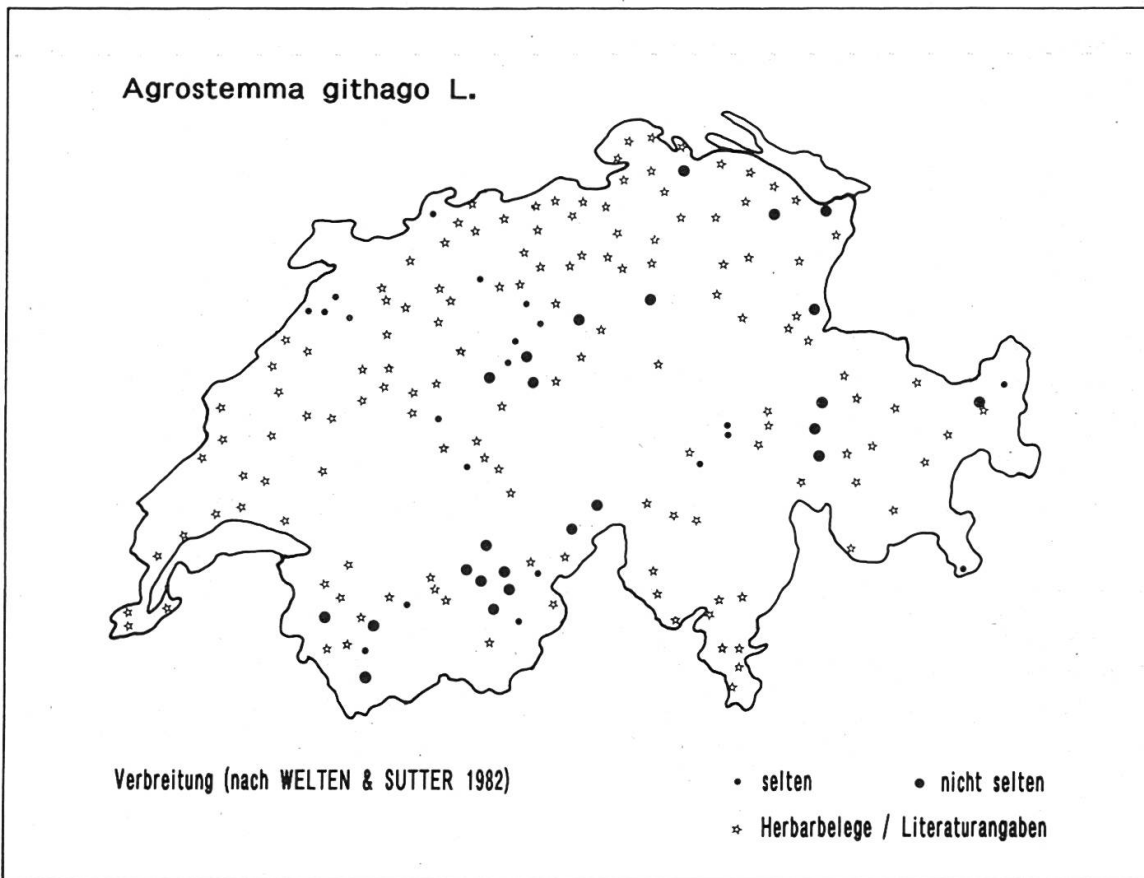 Agrostemma githago L.
Verbreitung (nach WELTEN & SUTTER 1982)
• selten
● nicht selten
☆ Herbarbelege / Literaturangaben